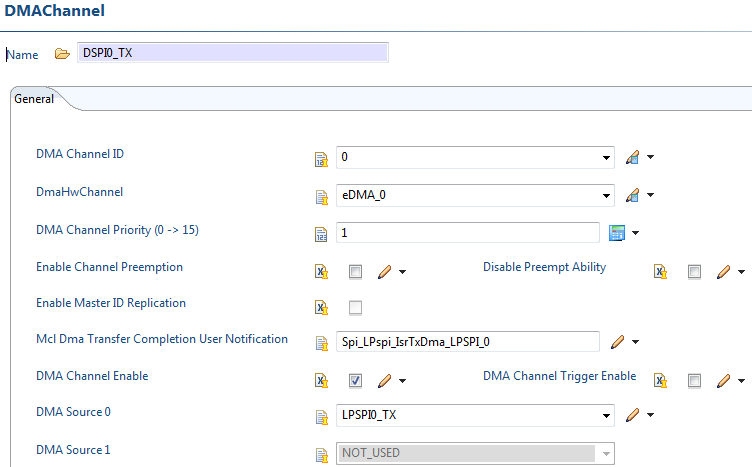 DMAChannel
Name DSPI0_TX
General
DMA Channel ID 0
DmaHwChannel eDMA_0
DMA Channel Priority (0 -> 15) 1
Enable Channel Preemption Disable Preempt Ability
Enable Master ID Replication
Mcl Dma Transfer Completion User Notification Spi_LPspi_IsrTxDma_LPSPI_0
DMA Channel Enable DMA Channel Trigger Enable
DMA Source 0 LPSPI0_TX
DMA Source 1 NOT_USED